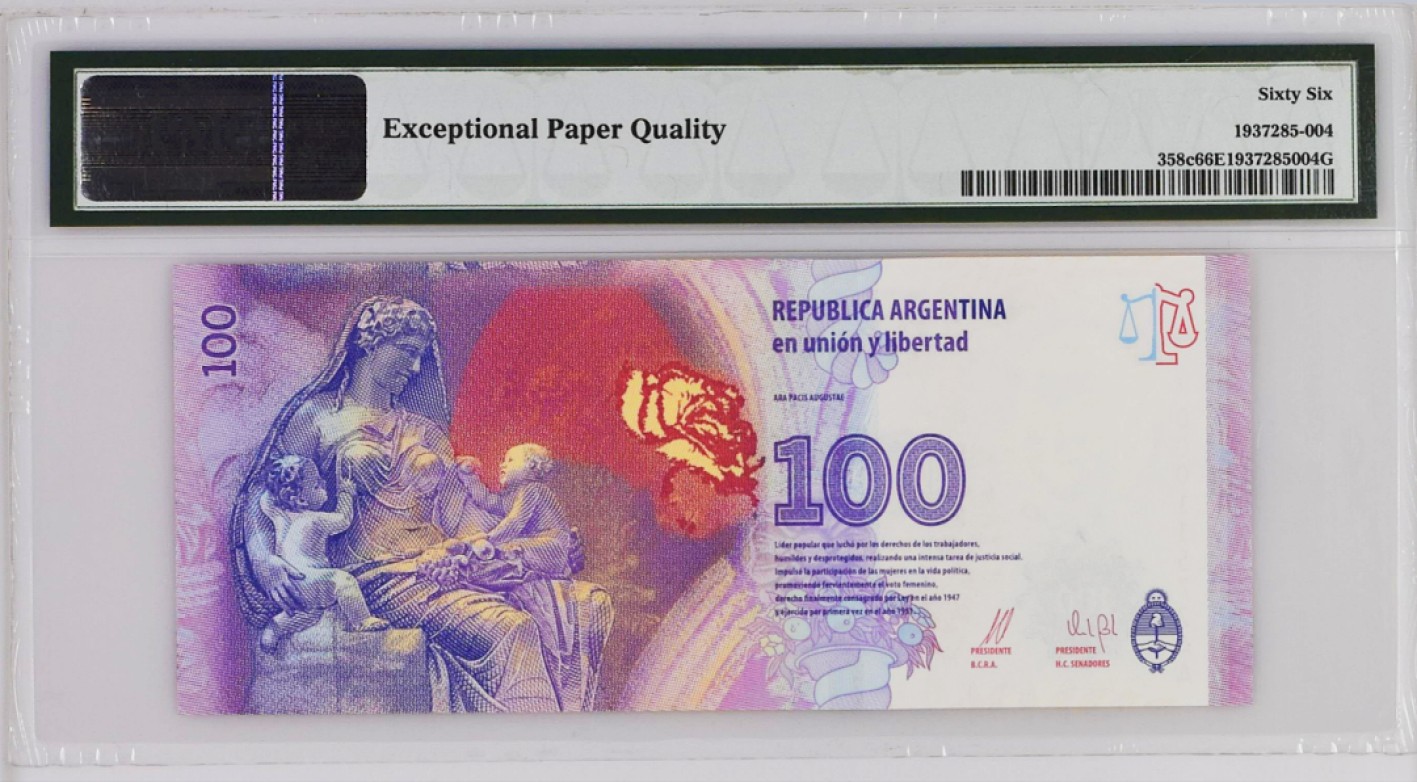 Exceptional Paper Quality
Sixty Six
1937285-004
358c66E1937285004G
100
REPUBLICA ARGENTINA
en unión y libertad
ARA PACIS AUGUSTAE
100
Líder popular que luchó por los derechos de los trabajadores,
humildes y desprotegidos, realizando una intensa tarea de justicia social.
Impulsó la participación de las mujeres en la vida política,
promoviendo fervientemente el voto femenino,
derecho finalmente consagrado por Ley en el año 1947
y ejercido por primera vez en el año 1951.
PRESIDENTE
B.C.R.A.
PRESIDENTE
H.C. SENADORES